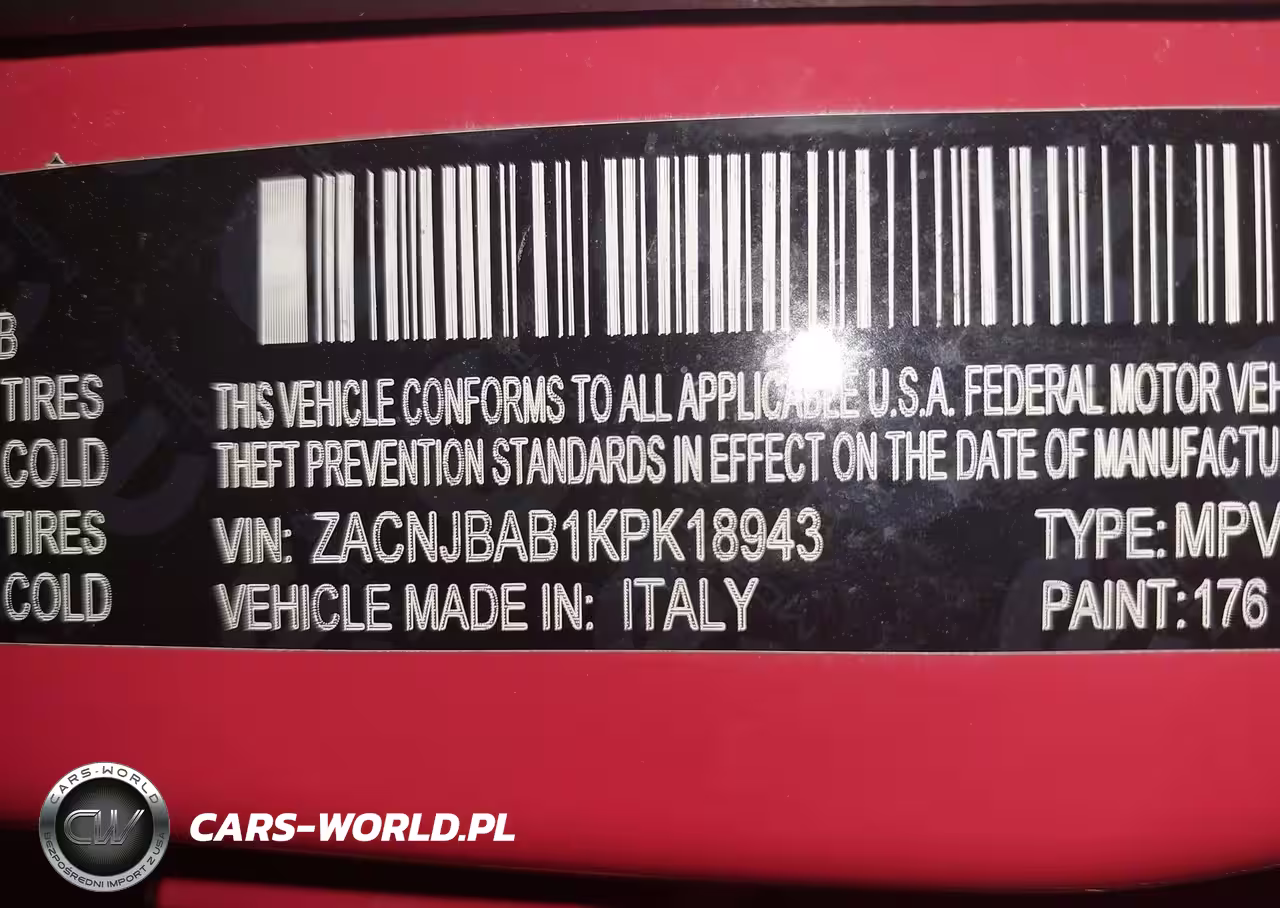 B
TIRES THIS VEHICLE CONFORMS TO ALL APPLICABLE U.S.A. FEDERAL MOTOR VEH
COLD THEFT PREVENTION STANDARDS IN EFFECT ON THE DATE OF MANUFACTU
TIRES VIN: ZACNJBAB1KPK18943 TYPE: MPV
COLD VEHICLE MADE IN: ITALY PAINT: 176
CARS-WORLD
CW
BEZPOŚREDNI IMPORT Z USA
CARS-WORLD.PL